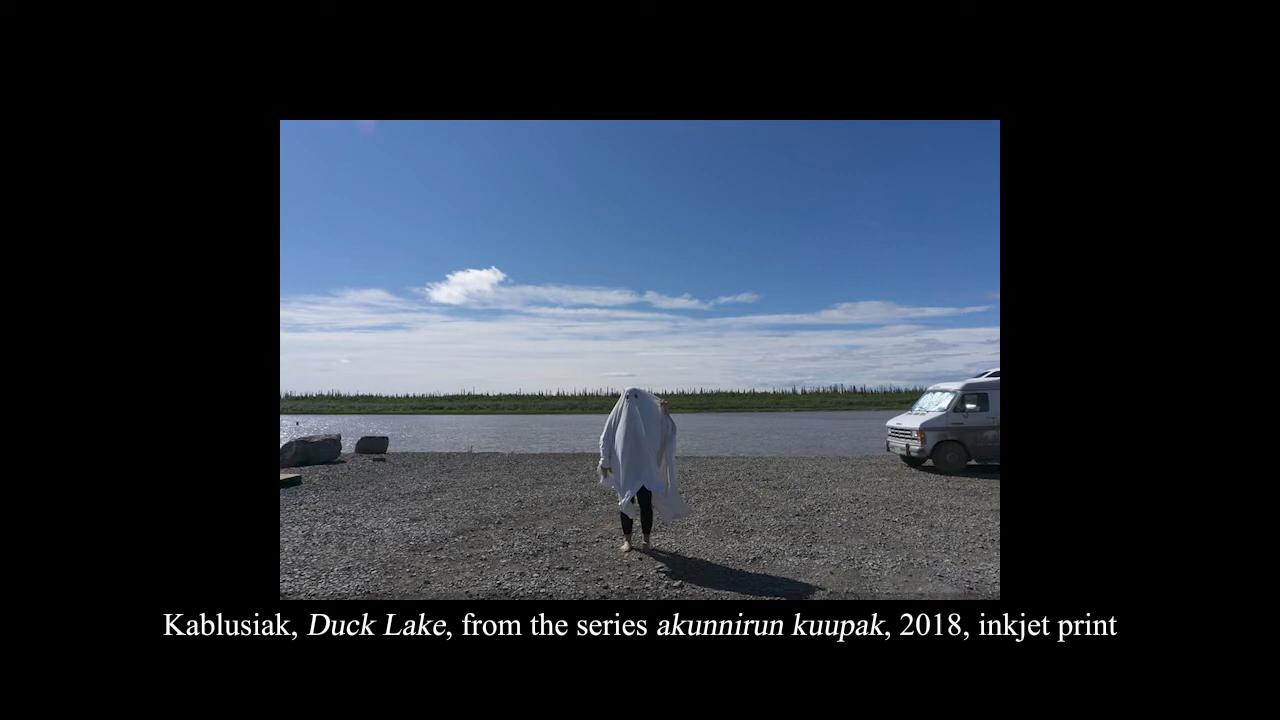 Kablusiak, Duck Lake, from the series akunnirun kuupak, 2018, inkjet print